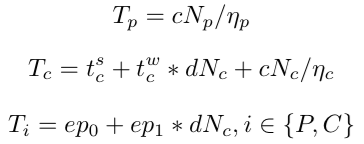 T_p = cN_p/η_p
T_c = t_c^s + t_c^w * dN_c + cN_c/η_c
T_i = ep_0 + ep_1 * dN_c, i ∈ {P, C}